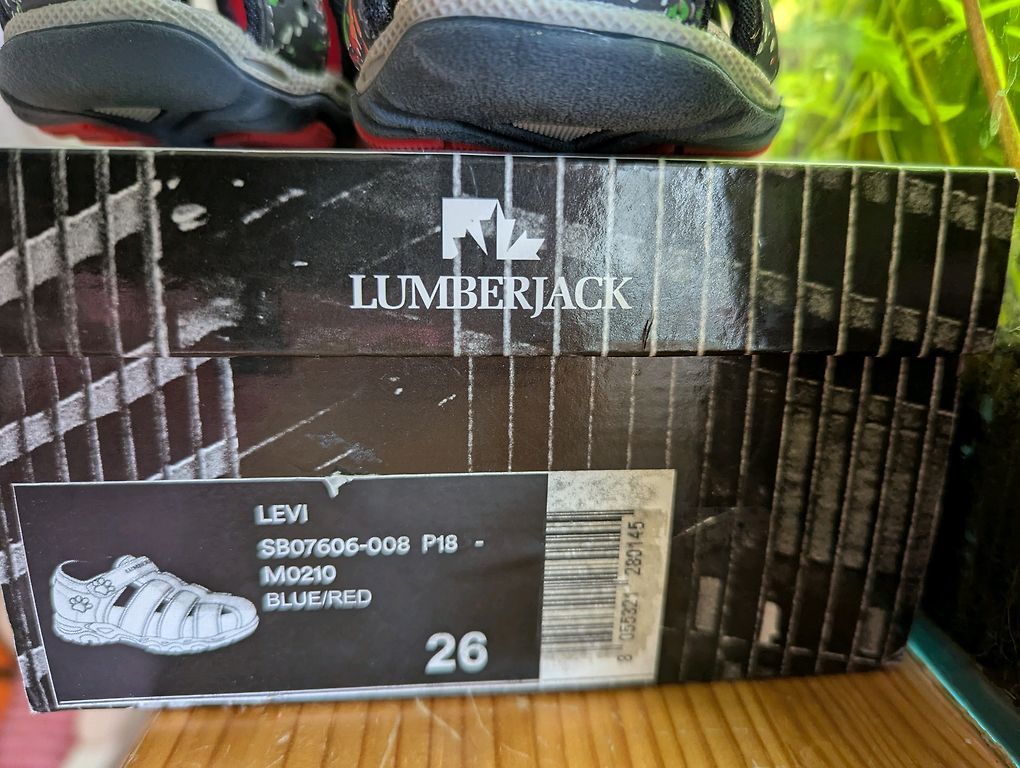 LUMBERJACK
LEVI
SB07606-008 P18 -
M0210
BLUE/RED
26
8 055321 280145